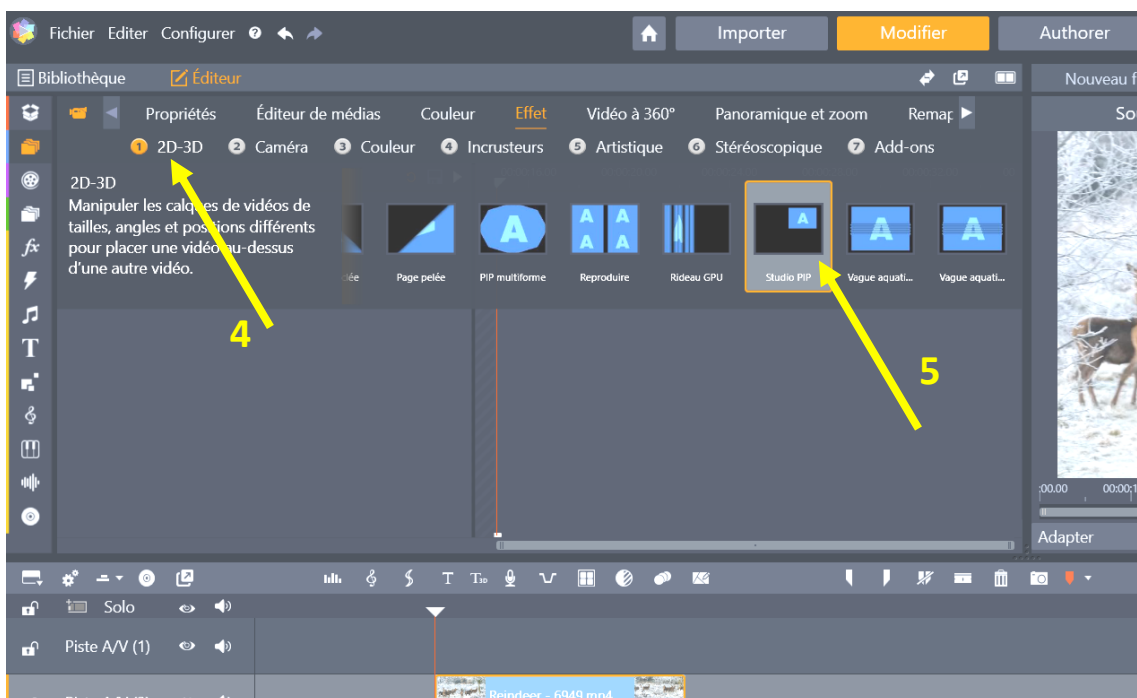 Fichier Editer Configurer Importer Modifier Authorer
Bibliothèque Éditeur Nouveau f
Propriétés Éditeur de médias Couleur Effet Vidéo à 360° Panoramique et zoom Remap So
1 2D-3D 2 Caméra 3 Couleur 4 Incrusteurs 5 Artistique 6 Stéréoscopique 7 Add-ons
2D-3D
Manipuler les calques de vidéos de
tailles, angles et positions différents
pour placer une vidéo au-dessus
d'une autre vidéo.
Page pelée PIP multiforme Reproduire Rideau GPU Studio PIP Vague aquati... Vague aquati...
4
5
:00.00 00:00:1
Adapter
Solo
Piste A/V (1)
Reindeer - 6949.mp4